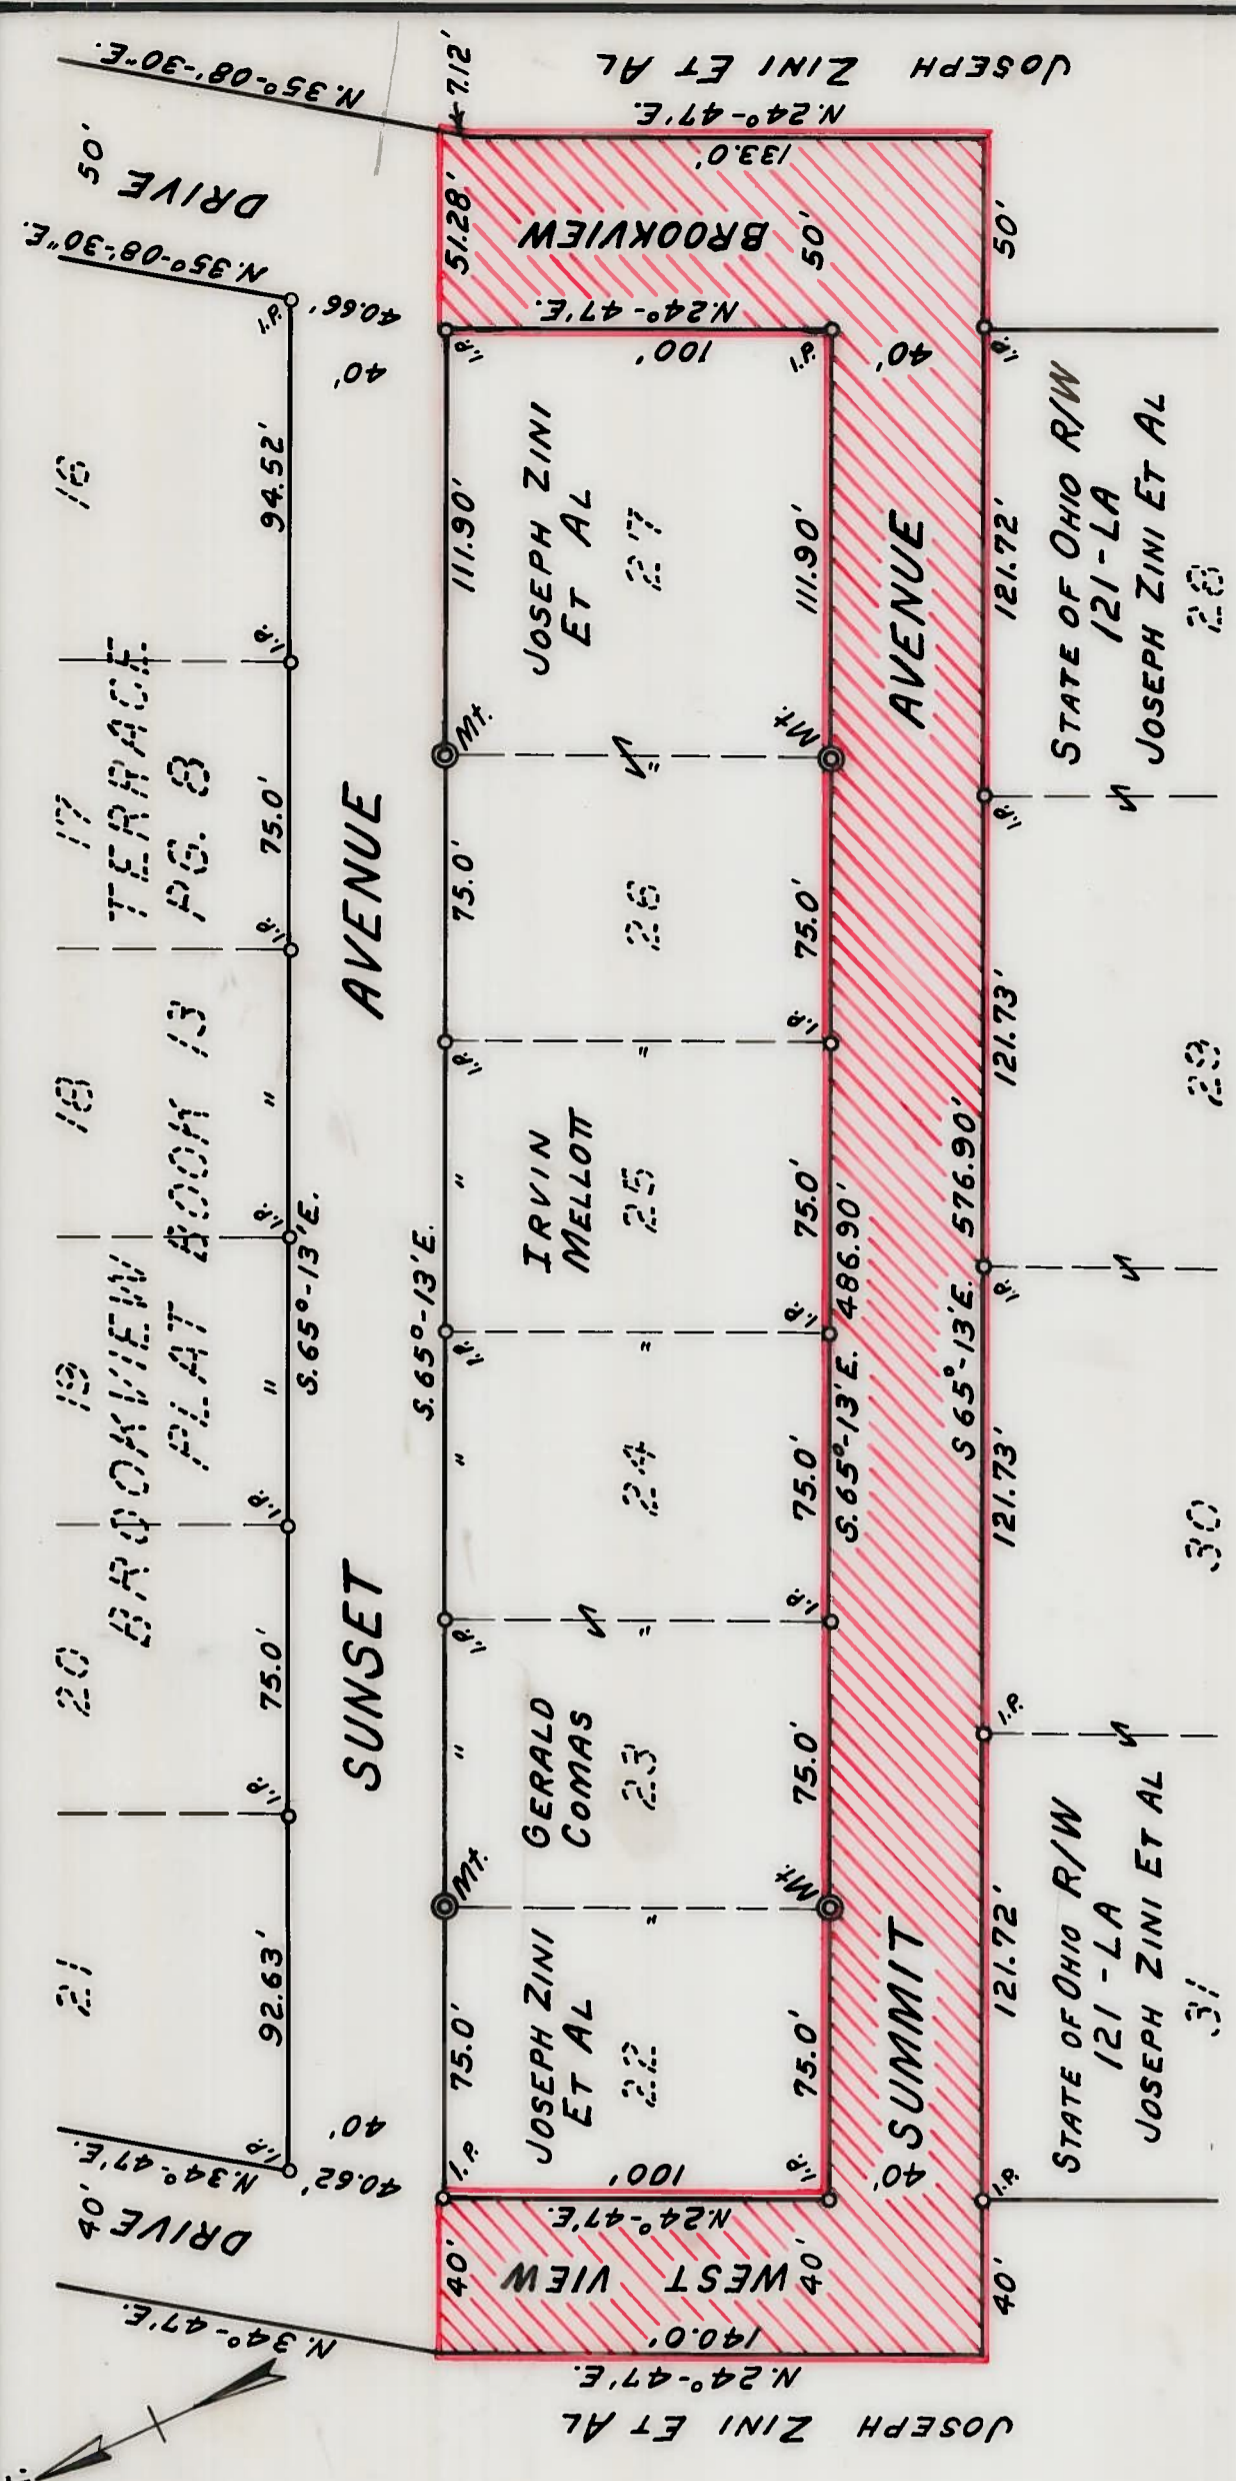 N. 34°-47'E.
40'
DRIVE
N. 34°-47'E.
21
20
19
18
17
16
BROOKVIEW TERRACE
PLAT BOOK 13 PG. 8
N. 35°-08'-30"E.
50'
DRIVE
N. 35°-08'-30"E.
I.P.
92.63'
I.P.
75.0'
I.P.
"
I.P.
"
I.P.
75.0'
I.P.
94.52'
I.P.
S. 65°-13'E.
40.62'
40'
SUNSET AVENUE
40.66'
40'
S. 65°-13'E.
40'
I.P.
75.0'
Mt.
"
I.P.
"
I.P.
"
I.P.
75.0'
Mt.
111.90'
I.P.
51.28'
7.12'
JOSEPH ZINI
ET AL
22
GERALD
COMAS
23
24
IRVIN
MELLOTT
25
26
JOSEPH ZINI
ET AL
27
"
"
"
"
"
JOSEPH ZINI ET AL
N. 24°-47'E.
140.0'
WEST VIEW
40'
N. 24°-47'E.
100'
100'
N. 24°-47'E.
BROOKVIEW
50'
133.0'
N. 24°-47'E.
JOSEPH ZINI ET AL
I.P.
75.0'
Mt.
75.0'
I.P.
75.0'
I.P.
75.0'
I.P.
75.0'
Mt.
111.90'
I.P.
S. 65°-13'E. 486.90'
40'
SUMMIT AVENUE
40'
S 65°-13'E. 576.90'
40'
I.P.
121.72'
I.P.
121.73'
I.P.
121.73'
I.P.
121.72'
I.P.
50'
STATE OF OHIO R/W
121-LA
JOSEPH ZINI ET AL
31
30
29
STATE OF OHIO R/W
121-LA
JOSEPH ZINI ET AL
28